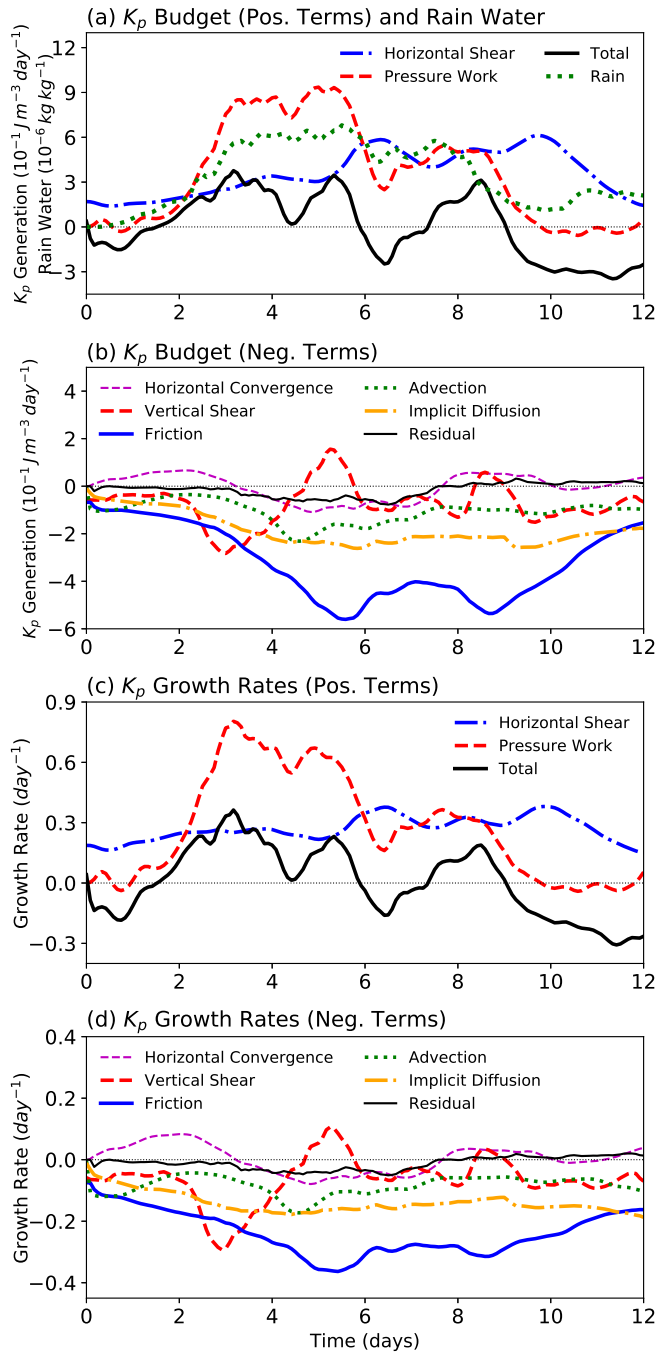 (a) K_p Budget (Pos. Terms) and Rain Water
K_p Generation (10^{-1} J m^{-3} day^{-1})
Rain Water (10^{-6} kg kg^{-1})
Horizontal Shear
Pressure Work
Total
Rain
12
9
6
3
0
−3
0 2 4 6 8 10 12
(b) K_p Budget (Neg. Terms)
K_p Generation (10^{-1} J m^{-3} day^{-1})
Horizontal Convergence
Vertical Shear
Friction
Advection
Implicit Diffusion
Residual
4
2
0
−2
−4
−6
0 2 4 6 8 10 12
(c) K_p Growth Rates (Pos. Terms)
Growth Rate (day^{-1})
Horizontal Shear
Pressure Work
Total
0.9
0.6
0.3
0.0
−0.3
0 2 4 6 8 10 12
(d) K_p Growth Rates (Neg. Terms)
Growth Rate (day^{-1})
Horizontal Convergence
Vertical Shear
Friction
Advection
Implicit Diffusion
Residual
0.4
0.2
0.0
−0.2
−0.4
0 2 4 6 8 10 12
Time (days)